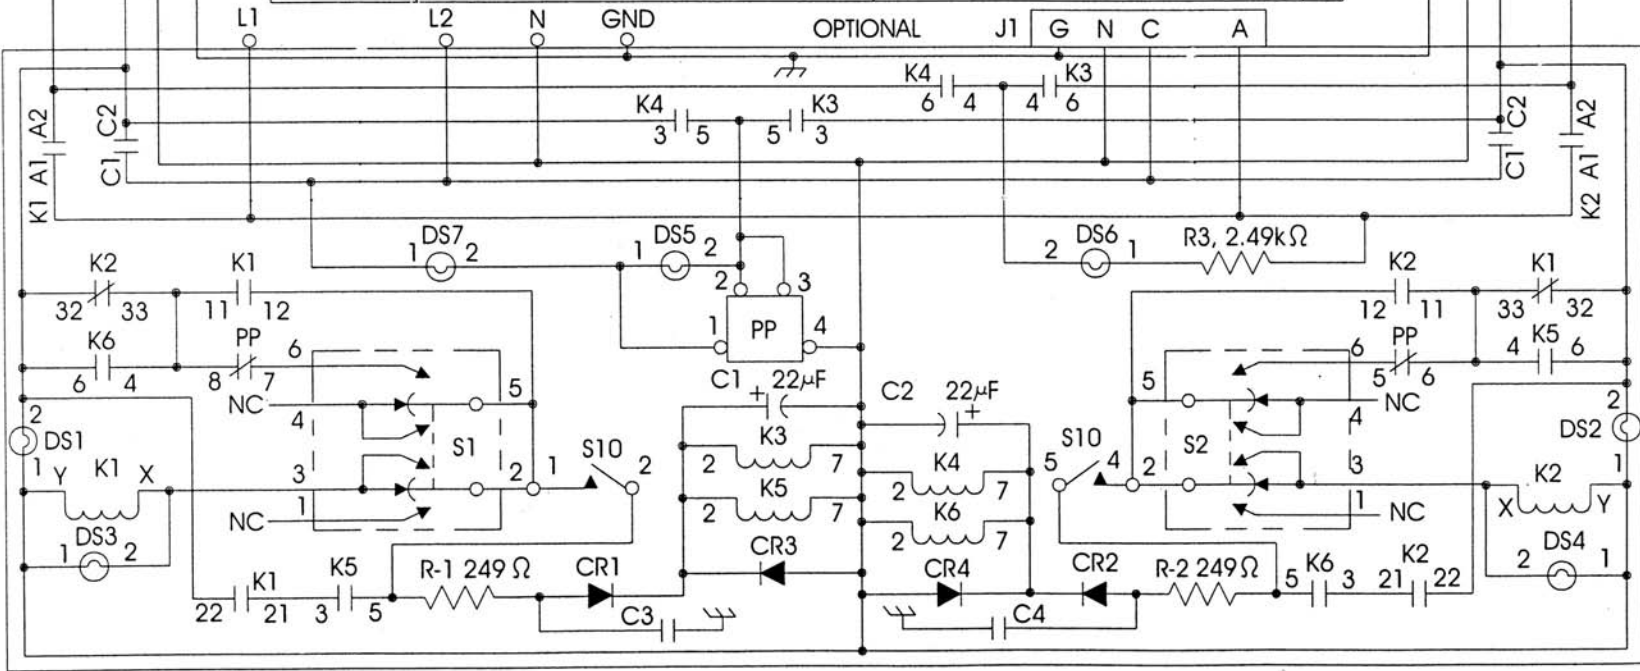 L1 L2 N GND OPTIONAL J1 G N C A
K4 K3
6 4 4 6
K4 K3
3 5 5 3
K1 A1 A2
C1 C2
C1 C2
K2 A1 A2
DS7 DS5 DS6 R3, 2.49kΩ
1 2 1 2 2 1
K2 K1 2 3 K2 K1
32 33 11 12 12 11 33 32
K6 PP 6 1 PP 4 6 PP K5
6 4 8 7 5 6 4 6
C1 22μF C2 22μF
+ +
NC 4 5 5 4 NC
2 DS1 S1 S10 K3 S10 S2 DS2 2
1 Y K1 X 3 2 1 2 2 7 K4 5 4 2 3 K2 1
K5 2 7 X Y
NC 1 2 7 K6 1 NC
DS3 2 7 DS4
1 2 CR3 2 1
K1 K5 R-1 249 Ω CR1 CR4 CR2 R-2 249Ω K6 K2
22 21 3 5 5 3 21 22
C3 C4